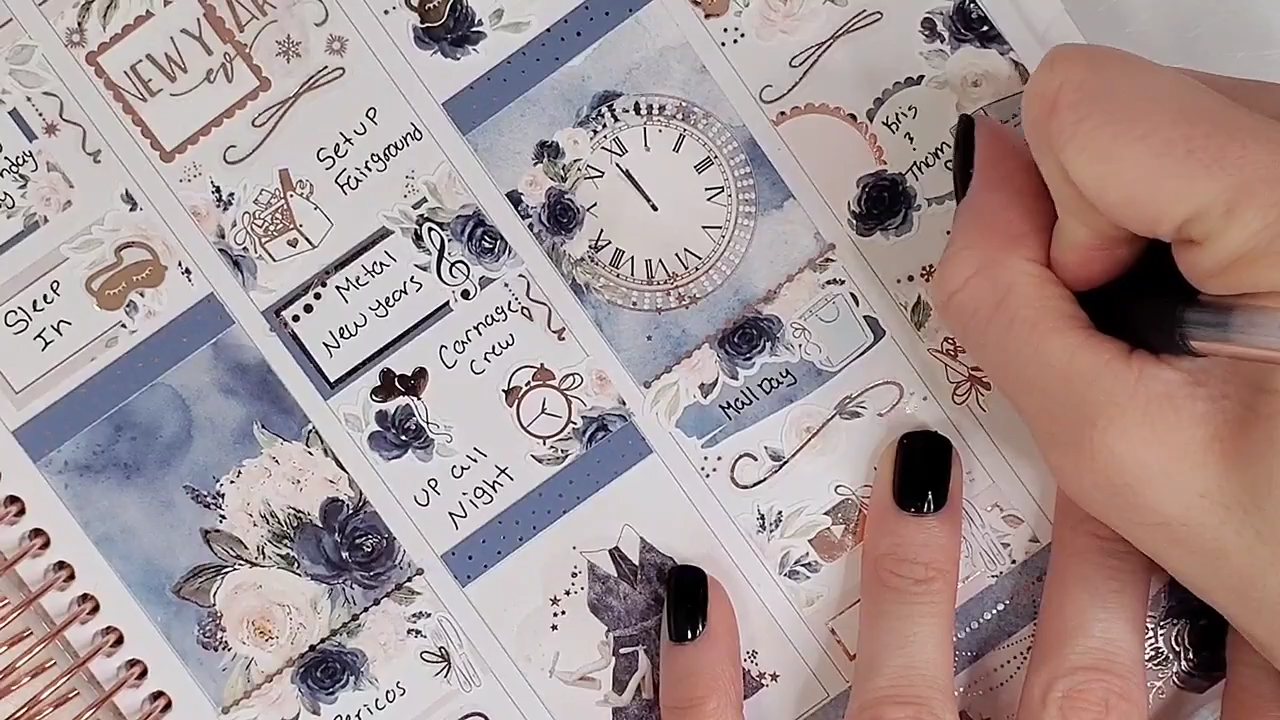 NEW YEAR
Set up
Fairground
Metal
New years
Carnage
Crew
Up all
Night
Sleep
In
Mall Day
Kris
&
Thom